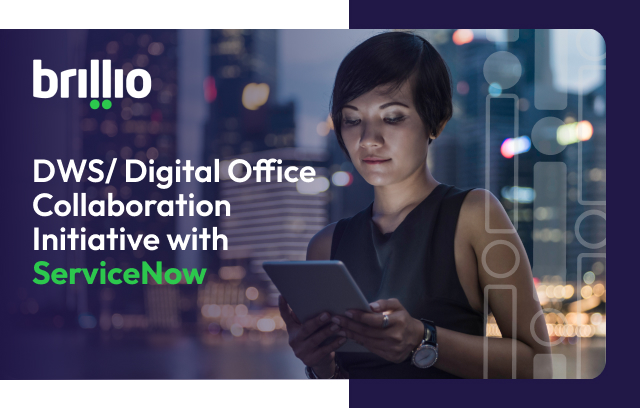 brillio
DWS/ Digital Office
Collaboration
Initiative with
ServiceNow